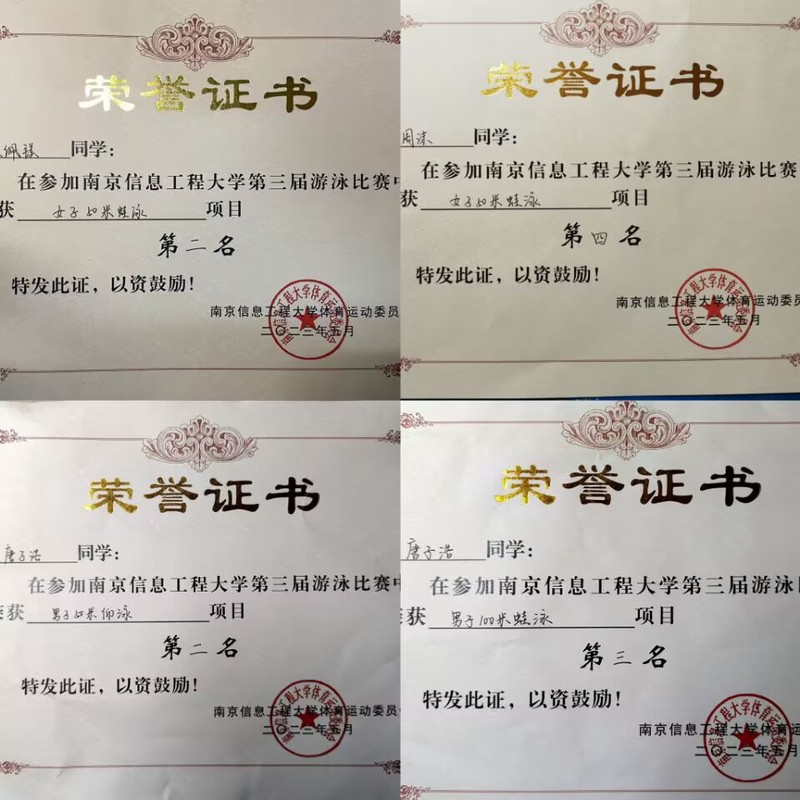 荣誉证书
佩瑶 同学:
在参加南京信息工程大学第三届游泳比赛中
获 女子50米蛙泳 项目
第二名
特发此证，以资鼓励!
南京信息工程大学体育运动委员
二〇二三年五月
荣誉证书
周沫 同学:
在参加南京信息工程大学第三届游泳比赛
获 女子50米蛙泳 项目
第四名
特发此证，以资鼓励!
南京信息工程大学体育运动委员
二〇二三年五月
荣誉证书
唐子浩 同学:
在参加南京信息工程大学第三届游泳比赛中
获 男子50米仰泳 项目
第二名
特发此证，以资鼓励!
南京信息工程大学体育运动委员
二〇二三年五月
荣誉证书
唐子浩 同学:
在参加南京信息工程大学第三届游泳比
获 男子100米蛙泳 项目
第三名
特发此证，以资鼓励!
南京信息工程大学体育运
二〇二三年五